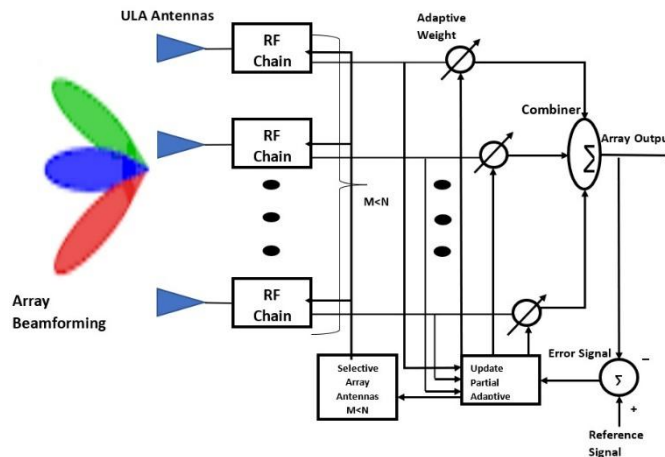 ULA Antennas
RF
Chain
Adaptive
Weight
Combiner
Array Output
Σ
RF
Chain
M<N
Array
Beamforming
RF
Chain
Error Signal
−
Selective
Array
Antennas
M<N
Update
Partial
Adaptive
Σ
+
Reference
Signal